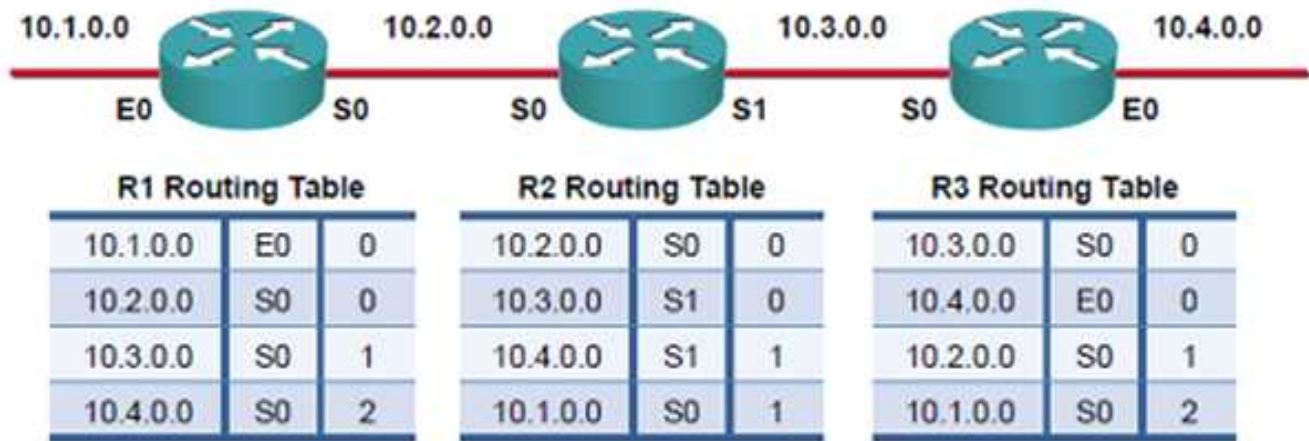 10.1.0.0 10.2.0.0 10.3.0.0 10.4.0.0
E0 S0 S0 S1 S0 E0
R1 Routing Table R2 Routing Table R3 Routing Table
10.1.0.0 E0 0 10.2.0.0 S0 0 10.3.0.0 S0 0
10.2.0.0 S0 0 10.3.0.0 S1 0 10.4.0.0 E0 0
10.3.0.0 S0 1 10.4.0.0 S1 1 10.2.0.0 S0 1
10.4.0.0 S0 2 10.1.0.0 S0 1 10.1.0.0 S0 2